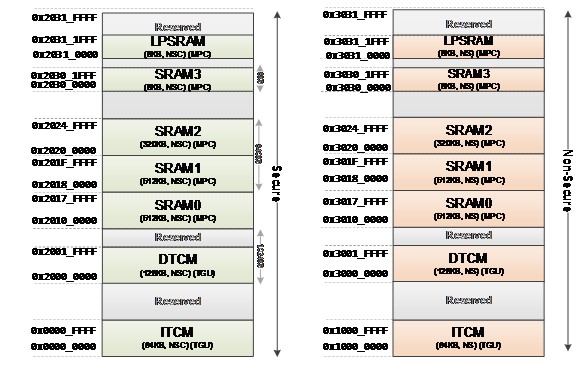 0x2031_FFFF
Reserved
0x2031_1FFF
LPSRAM
(8KB, NSC) (MPC)
0x2031_0000
0x2030_1FFF
SRAM3
0x2030_0000
(8KB, NSC) (MPC)
0x2024_FFFF
SRAM2
(320KB, NSC) (MPC)
0x2020_0000
0x201F_FFFF
SRAM1
(512KB, NSC) (MPC)
0x2018_0000
0x2017_FFFF
SRAM0
(512KB, NSC) (MPC)
0x2010_0000
Reserved
0x2001_FFFF
DTCM
(128KB, NSC) (TGU)
0x2000_0000
Reserved
0x0000_FFFF
ITCM
(64KB, NSC) (TGU)
0x0000_0000
Secure
0x3031_FFFF
Reserved
0x3031_1FFF
LPSRAM
(8KB, NS) (MPC)
0x3031_0000
0x3030_1FFF
SRAM3
0x3030_0000
(8KB, NS) (MPC)
0x3024_FFFF
SRAM2
(320KB, NS) (MPC)
0x3020_0000
0x301F_FFFF
SRAM1
(512KB, NS) (MPC)
0x3018_0000
0x3017_FFFF
SRAM0
(512KB, NS) (MPC)
0x3010_0000
Reserved
0x3001_FFFF
DTCM
(128KB, NS) (TGU)
0x3000_0000
Reserved
0x1000_FFFF
ITCM
(64KB, NS) (TGU)
0x1000_0000
Non-Secure